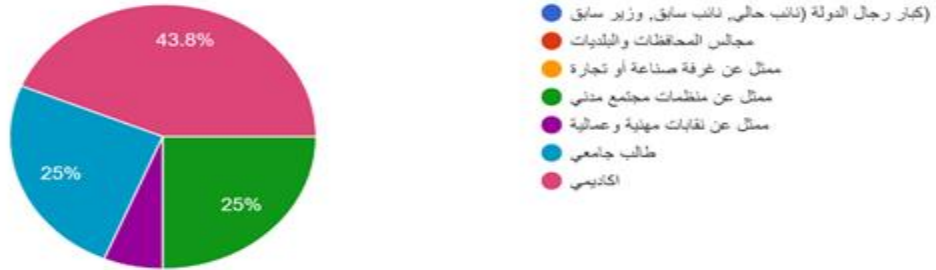 43.8%
25%
25%
كبار رجال الدولة (نائب حالي, نائب سابق, وزير سابق)
مجالس المحافظات والبلديات
ممثل عن غرفة صناعة أو تجارة
ممثل عن منظمات مجتمع مدني
ممثل عن نقابات مهنية وعمالية
طالب جامعي
اكاديمي